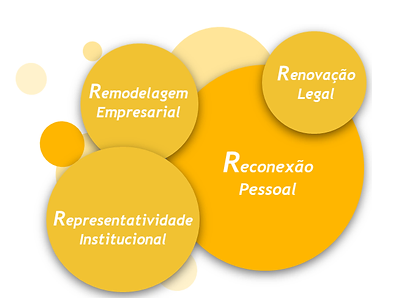 Remodelagem
Empresarial
Renovação
Legal
Reconexão
Pessoal
Representatividade
Institucional